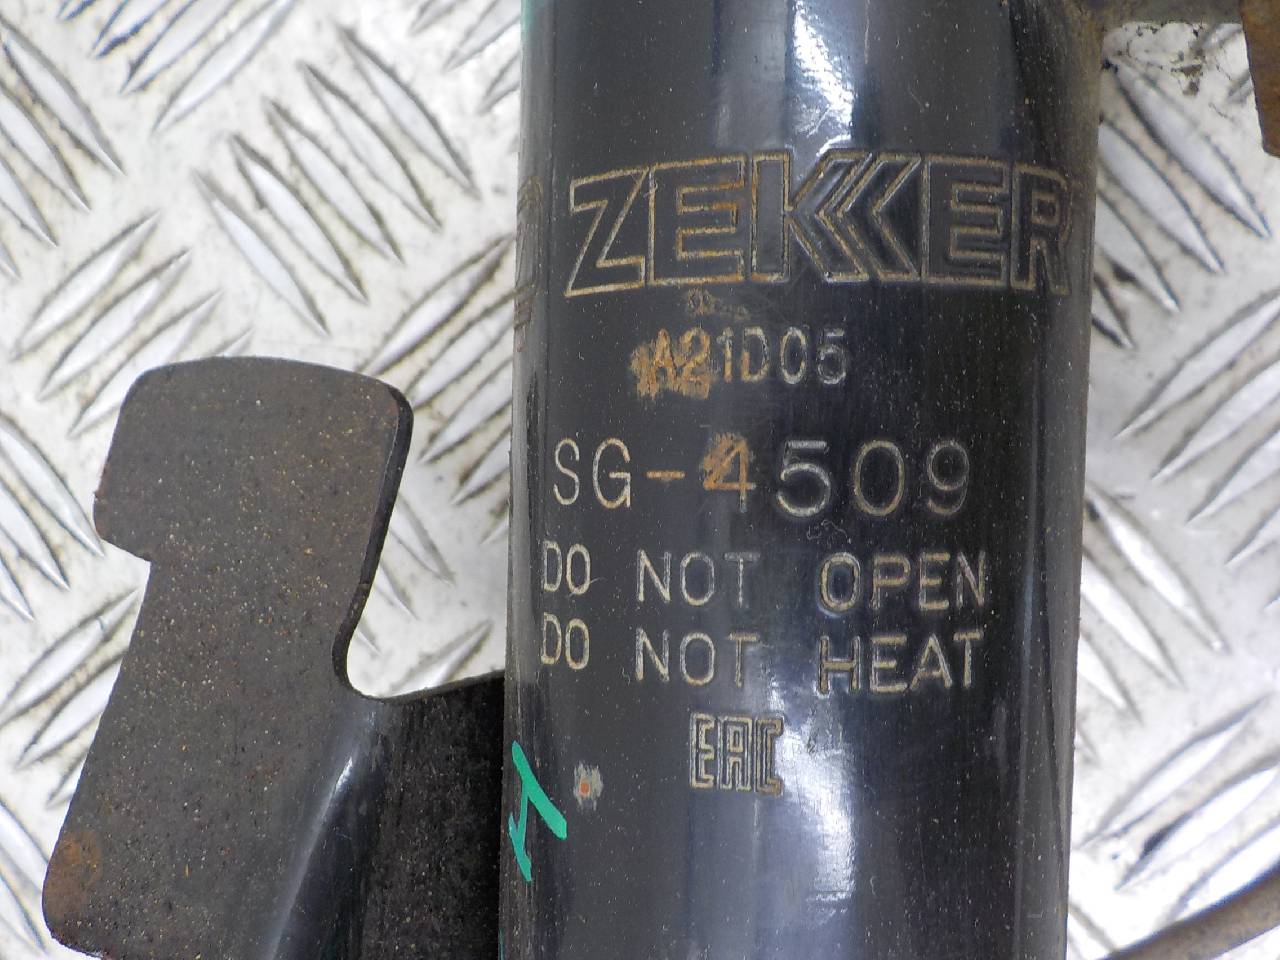 ZEKKER
A21D05
SG-4509
DO NOT OPEN
DO NOT HEAT
EAC